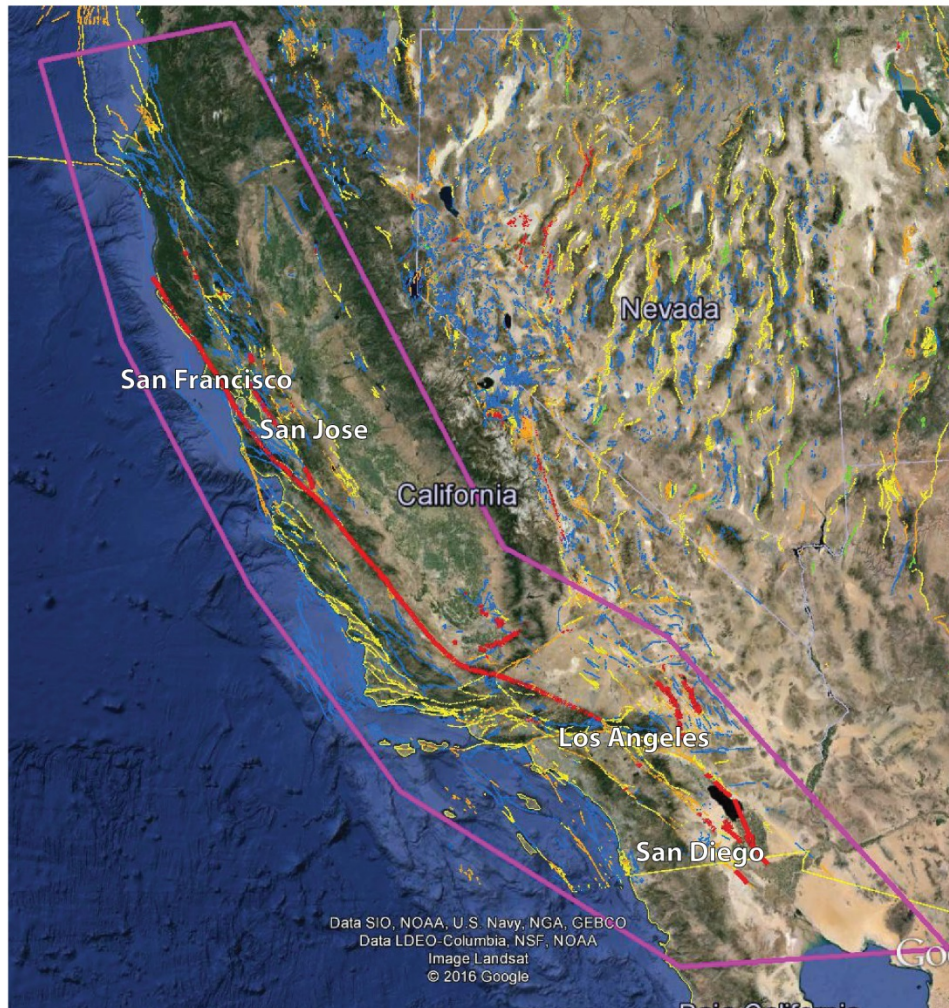 Nevada
San Francisco
San Jose
California
Los Angeles
San Diego
Data SIO, NOAA, U.S. Navy, NGA, GEBCO
Data LDEO-Columbia, NSF, NOAA
Image Landsat
© 2016 Google
Goo